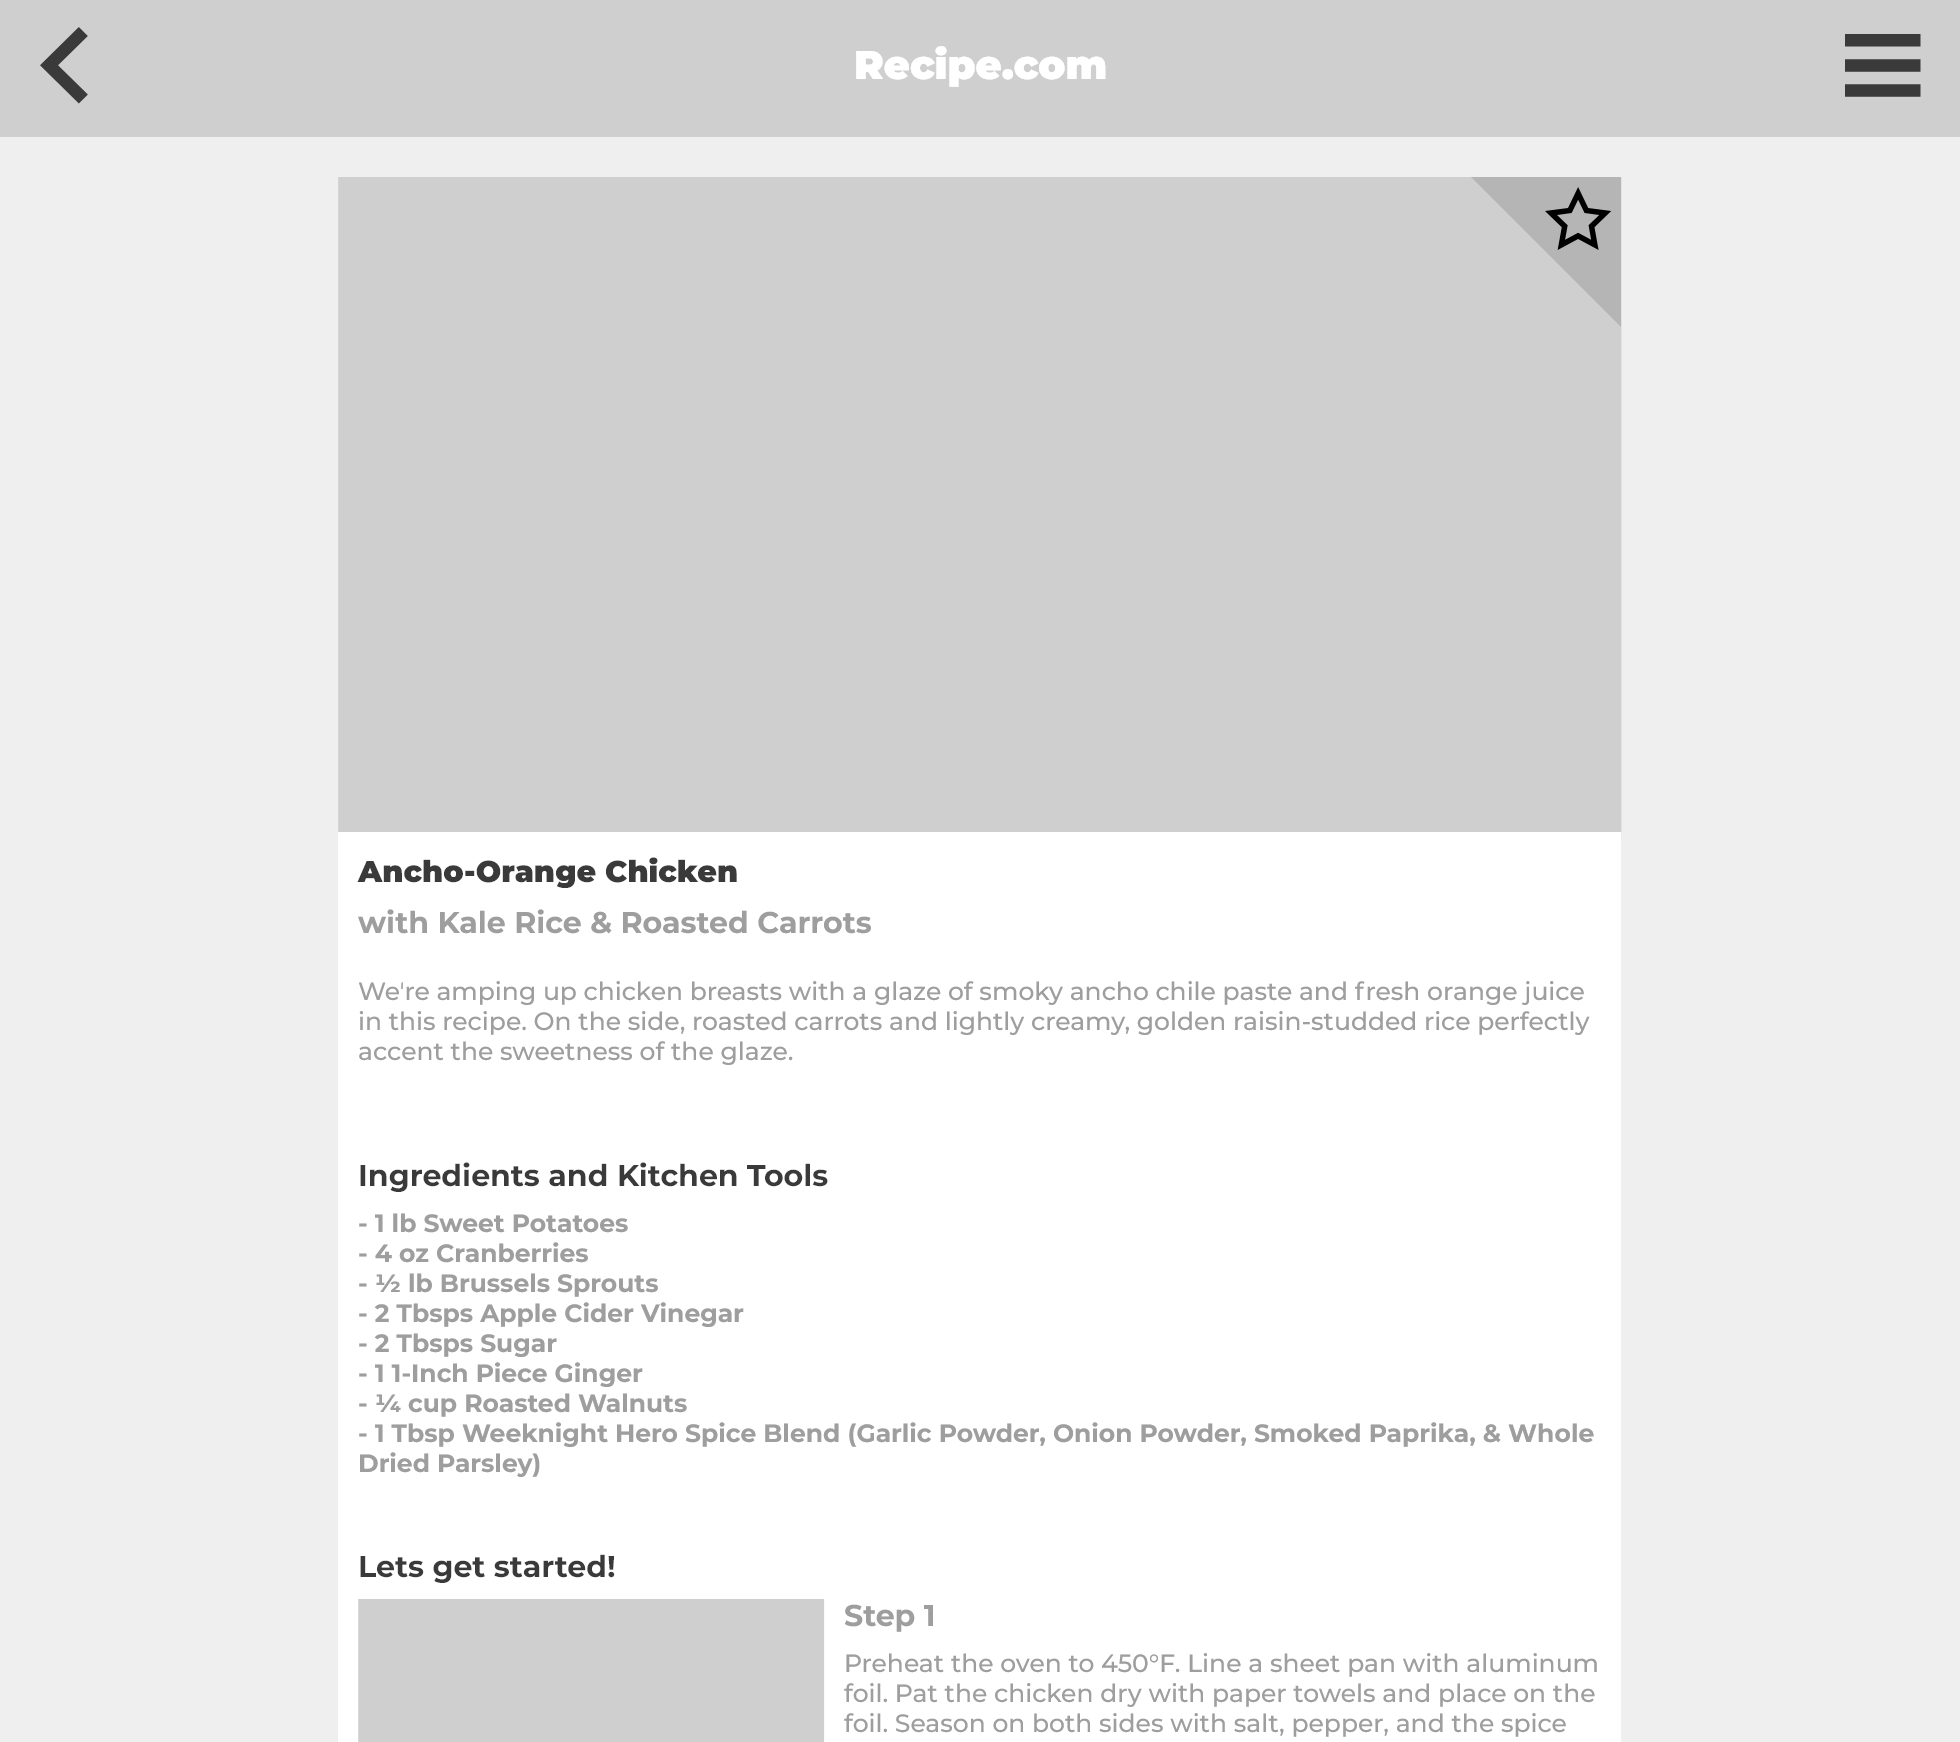 Recipe.com
Ancho-Orange Chicken
with Kale Rice & Roasted Carrots
We're amping up chicken breasts with a glaze of smoky ancho chile paste and fresh orange juice
in this recipe. On the side, roasted carrots and lightly creamy, golden raisin-studded rice perfectly
accent the sweetness of the glaze.
Ingredients and Kitchen Tools
- 1 lb Sweet Potatoes
- 4 oz Cranberries
- ½ lb Brussels Sprouts
- 2 Tbsps Apple Cider Vinegar
- 2 Tbsps Sugar
- 1 1-Inch Piece Ginger
- ¼ cup Roasted Walnuts
- 1 Tbsp Weeknight Hero Spice Blend (Garlic Powder, Onion Powder, Smoked Paprika, & Whole
Dried Parsley)
Lets get started!
Step 1
Preheat the oven to 450°F. Line a sheet pan with aluminum
foil. Pat the chicken dry with paper towels and place on the
foil. Season on both sides with salt, pepper, and the spice